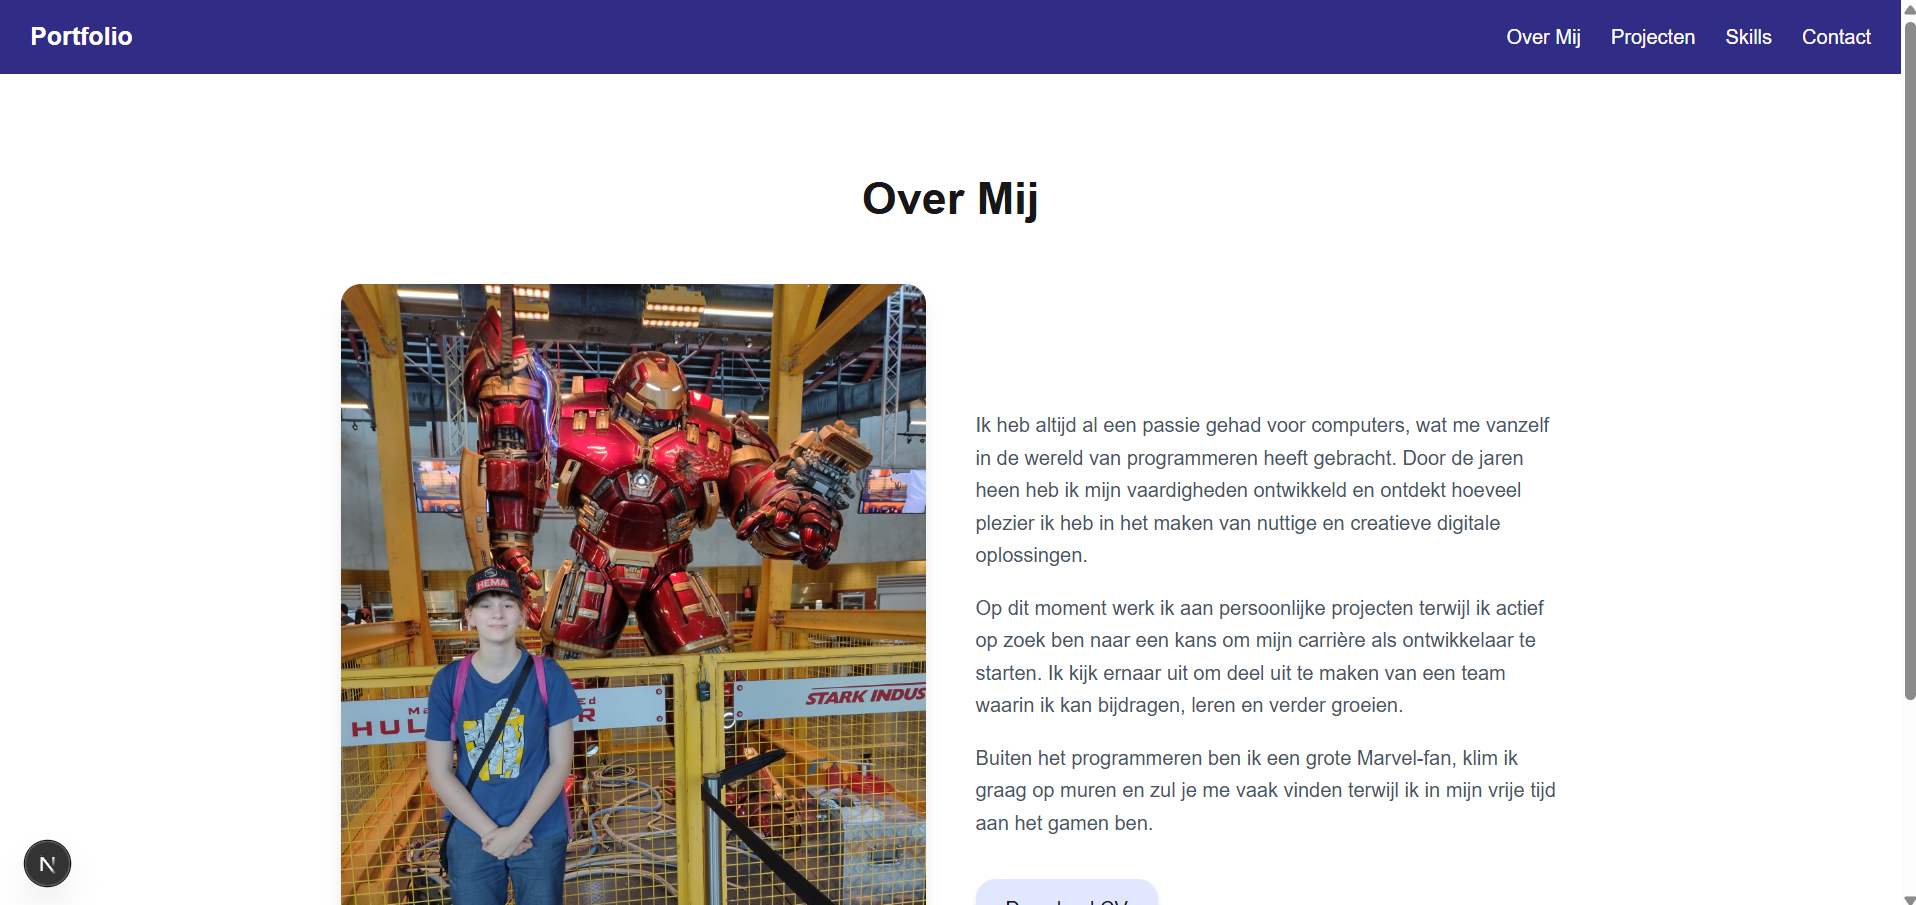 Portfolio
Over Mij
Projecten
Skills
Contact
Over Mij
HEMA
STARK INDUS
HUL
R
Ik heb altijd al een passie gehad voor computers, wat me vanzelf
in de wereld van programmeren heeft gebracht. Door de jaren
heen heb ik mijn vaardigheden ontwikkeld en ontdekt hoeveel
plezier ik heb in het maken van nuttige en creatieve digitale
oplossingen.
Op dit moment werk ik aan persoonlijke projecten terwijl ik actief
op zoek ben naar een kans om mijn carrière als ontwikkelaar te
starten. Ik kijk ernaar uit om deel uit te maken van een team
waarin ik kan bijdragen, leren en verder groeien.
Buiten het programmeren ben ik een grote Marvel-fan, klim ik
graag op muren en zul je me vaak vinden terwijl ik in mijn vrije tijd
aan het gamen ben.
Download CV
N